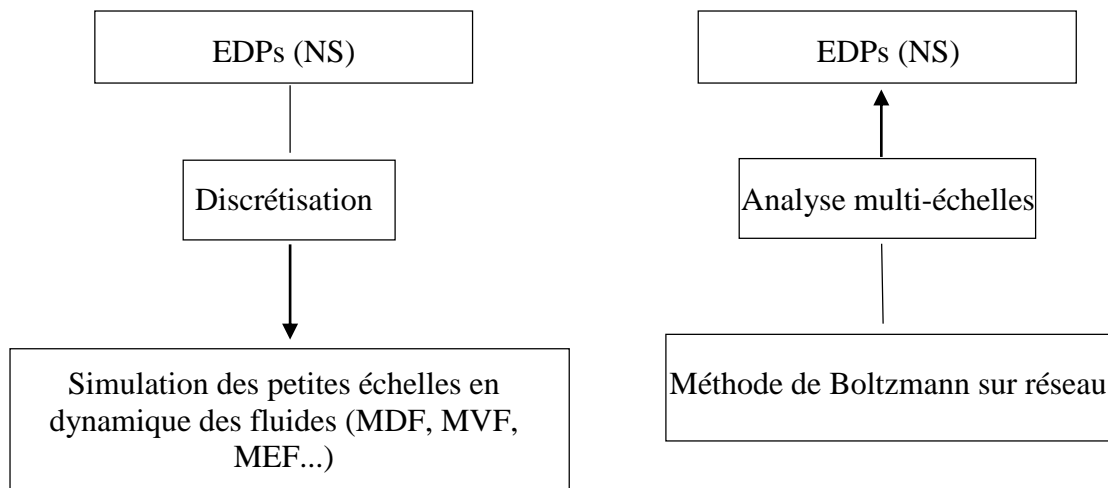 EDPs (NS)
Discrétisation
Simulation des petites échelles en
dynamique des fluides (MDF, MVF,
MEF...)
EDPs (NS)
Analyse multi-échelles
Méthode de Boltzmann sur réseau